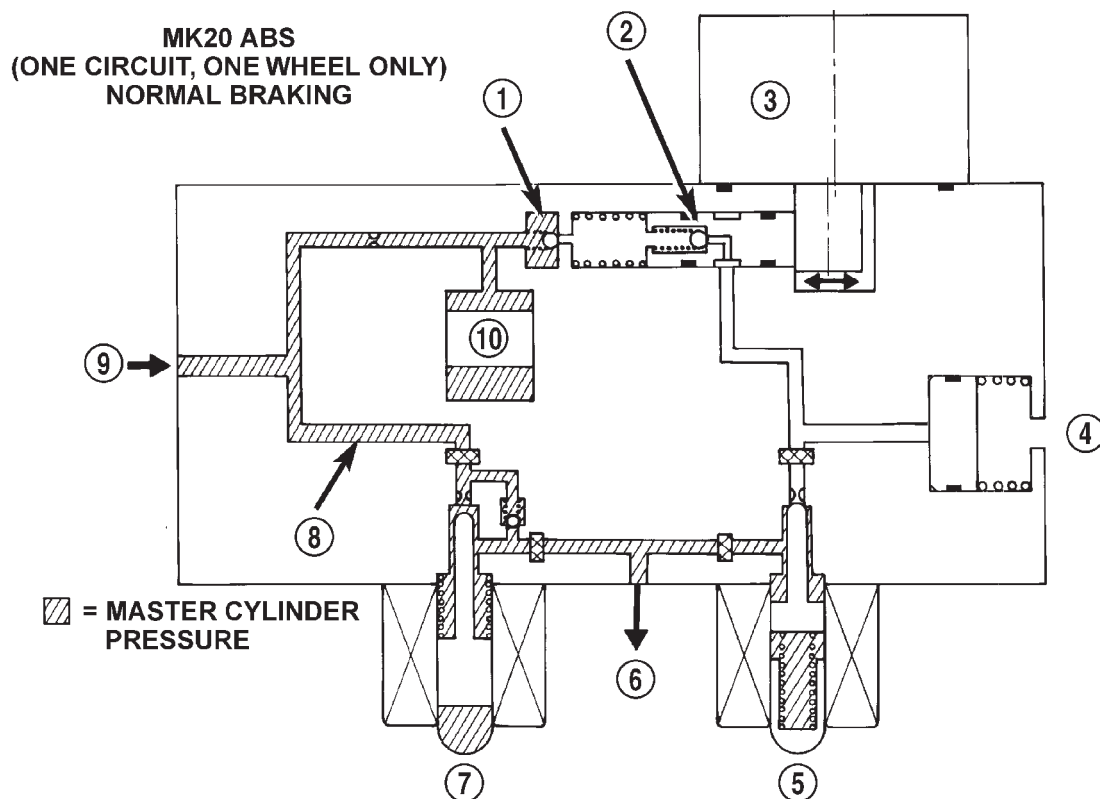 MK20 ABS
(ONE CIRCUIT, ONE WHEEL ONLY)
NORMAL BRAKING
1
2
3
9
10
4
8
= MASTER CYLINDER
PRESSURE
6
7
5